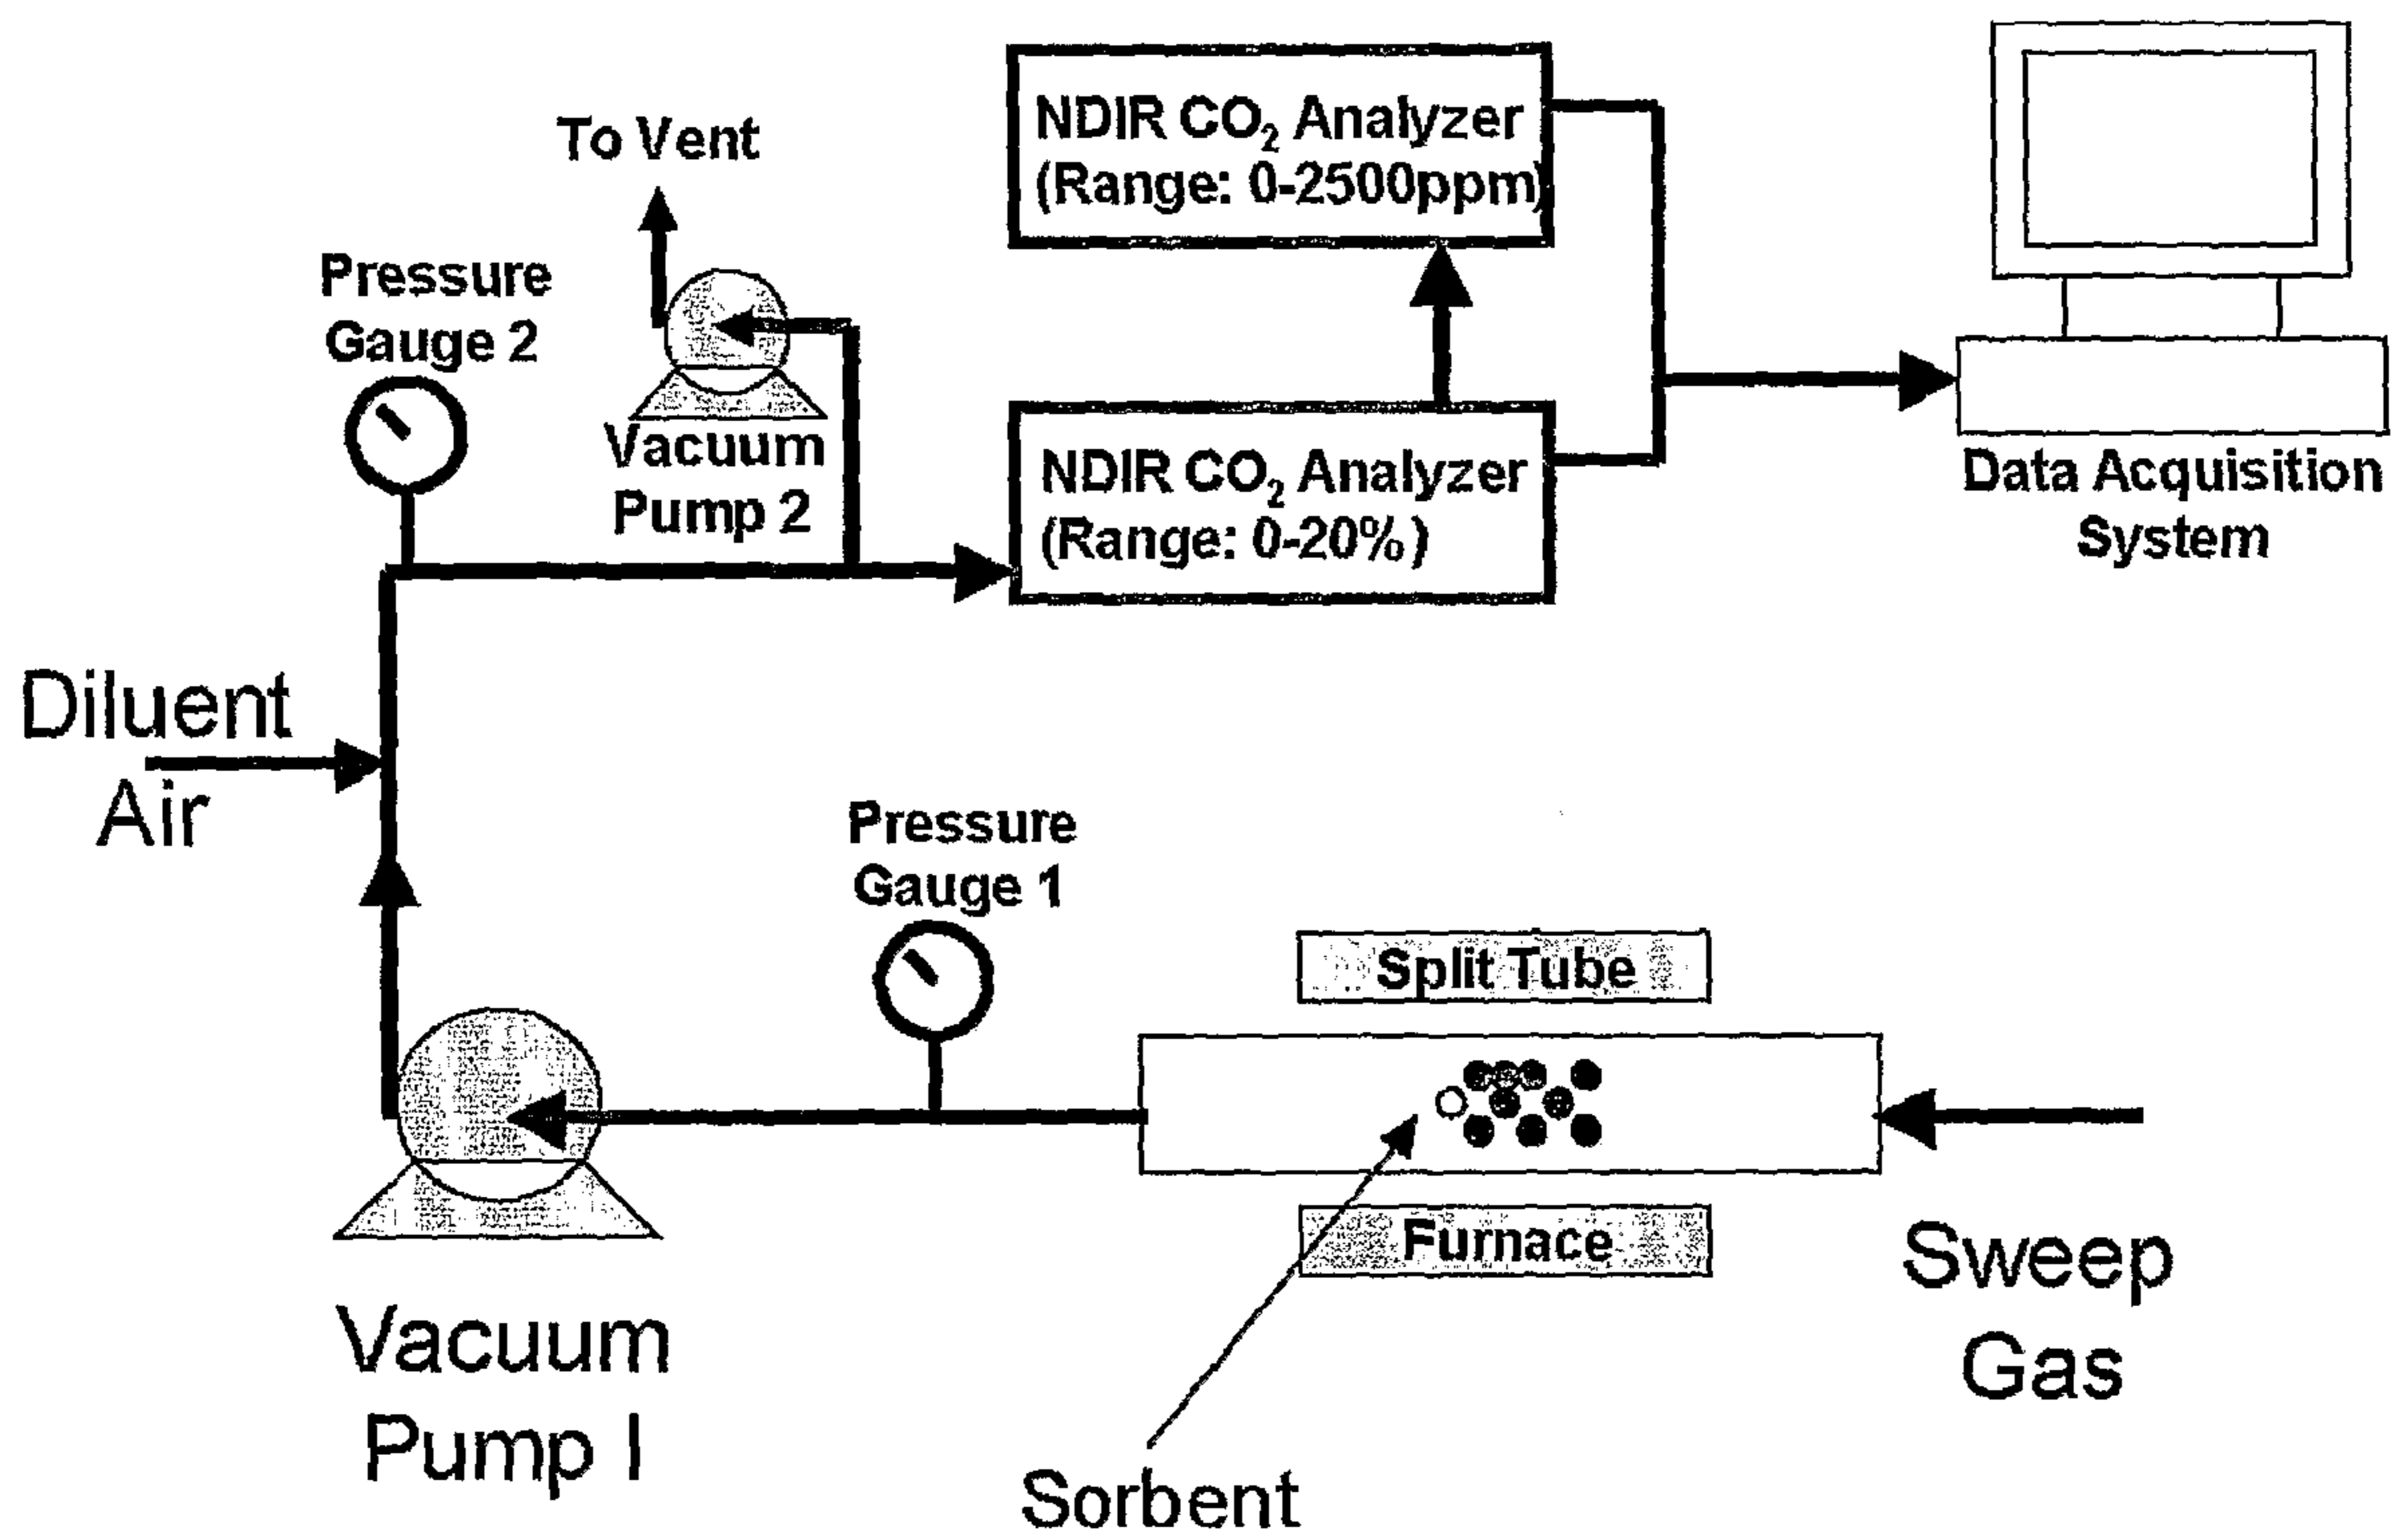 To Vent
NDIR CO₂ Analyzer
(Range: 0-2500ppm)
Pressure
Gauge 2
Vacuum
Pump 2
NDIR CO₂ Analyzer
(Range: 0-20%)
Data Acquisition
System
Diluent
Air
Pressure
Gauge 1
Split Tube
Furnace
Sweep
Gas
Vacuum
Pump I
Sorbent